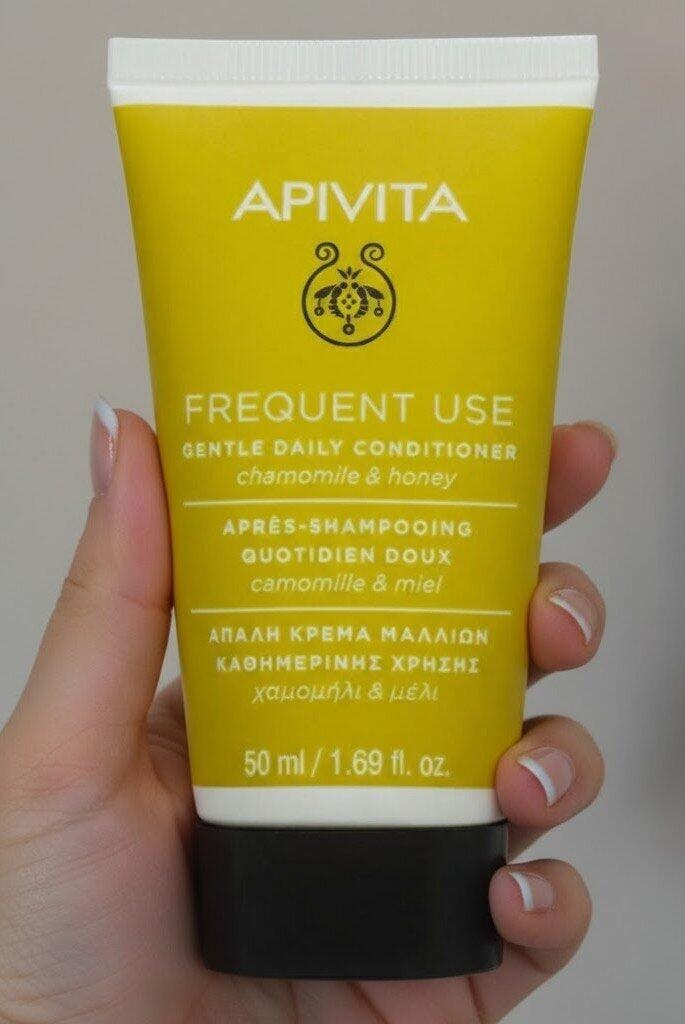 APIVITA
FREQUENT USE
GENTLE DAILY CONDITIONER
chamomile & honey
APRÈS-SHAMPOOING
QUOTIDIEN DOUX
camomille & miel
ΑΠΑΛΗ ΚΡΕΜΑ ΜΑΛΛΙΩΝ
ΚΑΘΗΜΕΡΙΝΗΣ ΧΡΗΣΗΣ
χαμομήλι & μέλι
50 ml / 1.69 fl. oz.